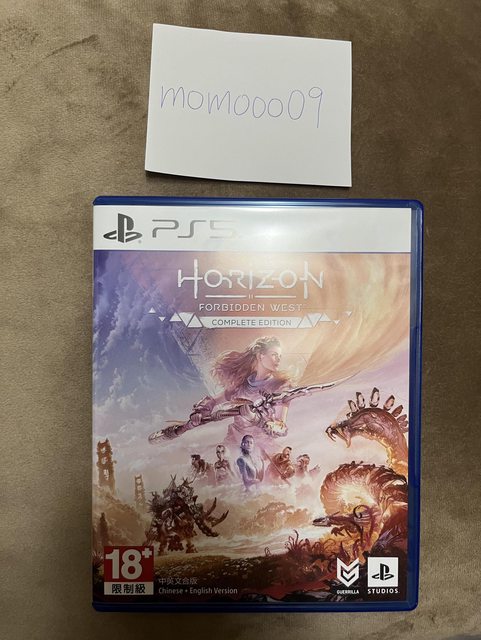 momooo09
PS5
HORIZON
FORBIDDEN WEST
COMPLETE EDITION
18+
限制級
中英文合版
Chinese + English Version
GUERRILLA
STUDIOS